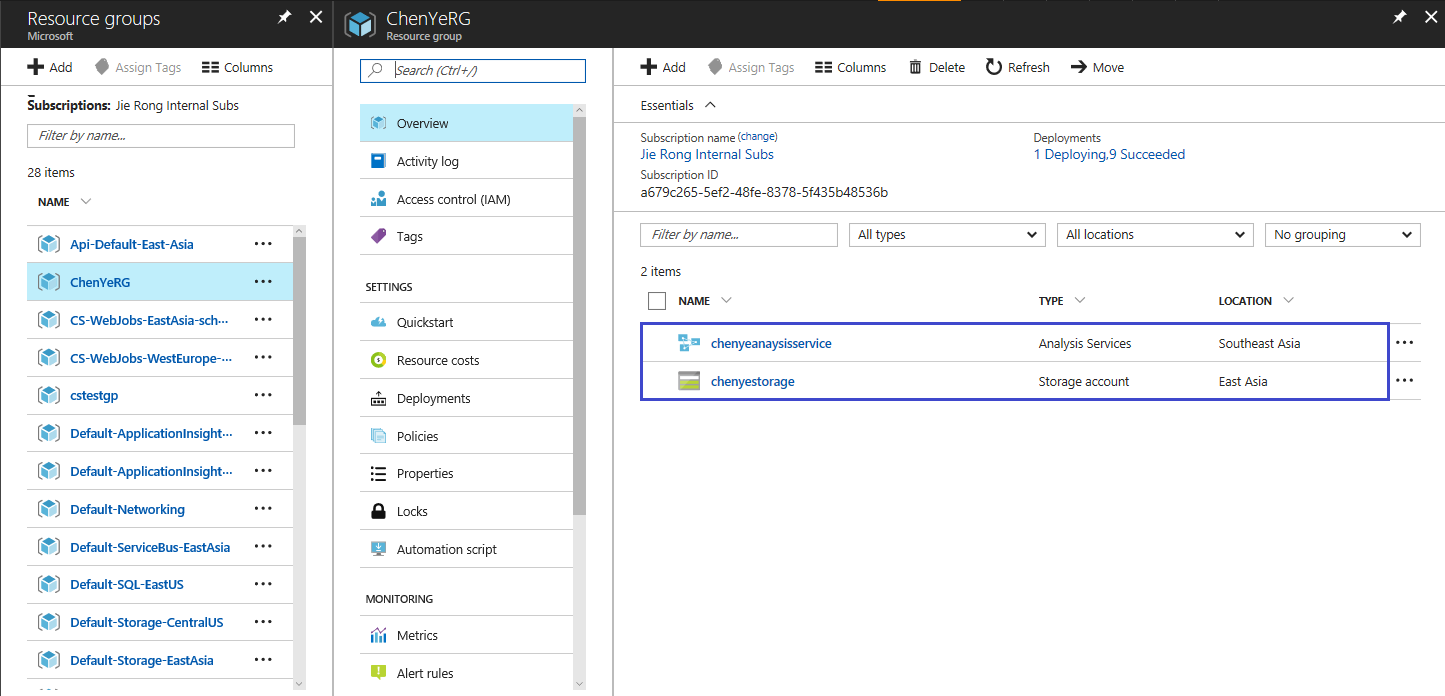 Resource groups
Microsoft
Add
Assign Tags
Columns
Subscriptions: Jie Rong Internal Subs
Filter by name...
28 items
NAME
Api-Default-East-Asia
ChenYeRG
CS-WebJobs-EastAsia-sch...
CS-WebJobs-WestEurope-...
cstestgp
Default-ApplicationInsight...
Default-ApplicationInsight...
Default-Networking
Default-ServiceBus-EastAsia
Default-SQL-EastUS
Default-Storage-CentralUS
Default-Storage-EastAsia
ChenYeRG
Resource group
Search (Ctrl+/)
Overview
Activity log
Access control (IAM)
Tags
SETTINGS
Quickstart
Resource costs
Deployments
Policies
Properties
Locks
Automation script
MONITORING
Metrics
Alert rules
Add
Assign Tags
Columns
Delete
Refresh
Move
Essentials
Subscription name (change)
Jie Rong Internal Subs
Deployments
1 Deploying,9 Succeeded
Subscription ID
a679c265-5ef2-48fe-8378-5f435b48536b
Filter by name...
All types
All locations
No grouping
2 items
NAME TYPE LOCATION
chenyeanaysisservice Analysis Services Southeast Asia
chenyestorage Storage account East Asia